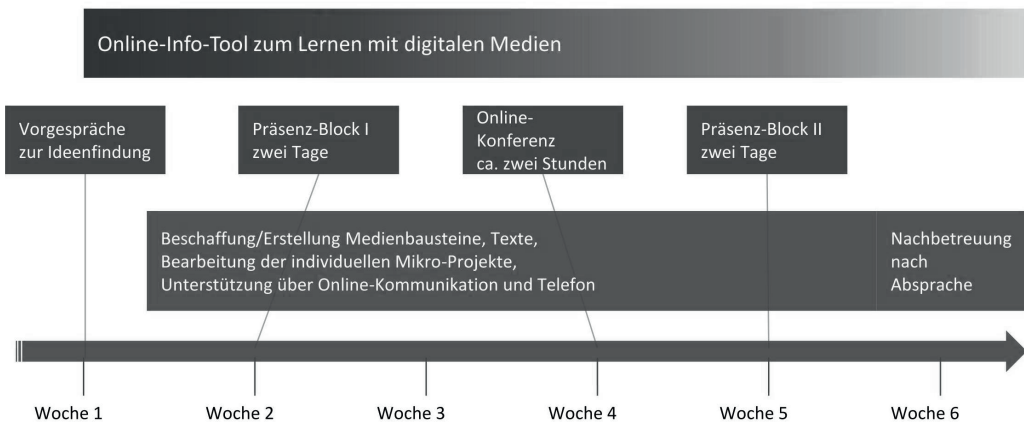 Online-Info-Tool zum Lernen mit digitalen Medien
Vorgespräche
zur Ideenfindung
Präsenz-Block I
zwei Tage
Online-
Konferenz
ca. zwei Stunden
Präsenz-Block II
zwei Tage
Beschaffung/Erstellung Medienbausteine, Texte,
Bearbeitung der individuellen Mikro-Projekte,
Unterstützung über Online-Kommunikation und Telefon
Nachbetreuung
nach
Absprache
Woche 1
Woche 2
Woche 3
Woche 4
Woche 5
Woche 6